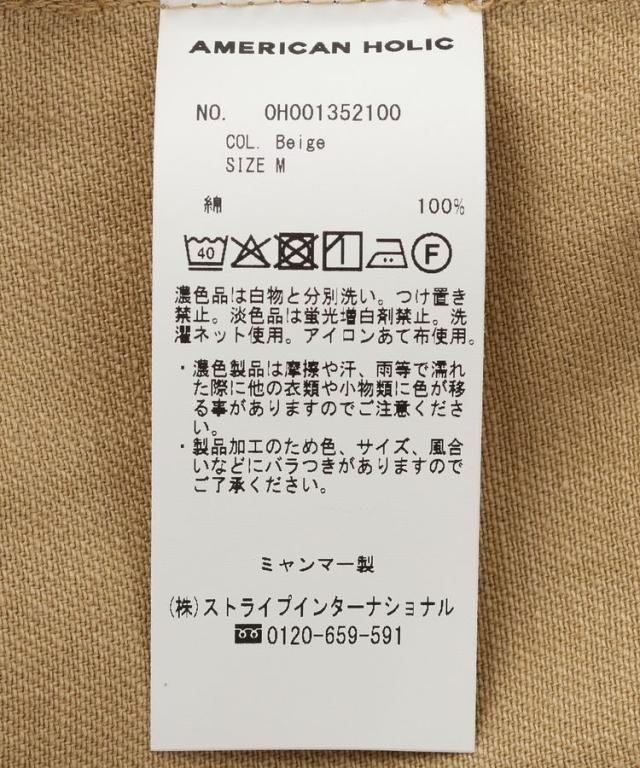 AMERICAN HOLIC
NO. OH001352100
COL. Beige
SIZE M
綿 100%
40 F
濃色品は白物と分別洗い。つけ置き
禁止。淡色品は蛍光増白剤禁止。洗
濯ネット使用。アイロンあて布使用。
・濃色製品は摩擦や汗、雨等で濡れ
た際に他の衣類や小物類に色が移
る事がありますのでご注意くださ
い。
・製品加工のため色、サイズ、風合
いなどにバラつきがありますので
ご了承ください。
ミャンマー製
(株)ストライプインターナショナル
0120-659-591